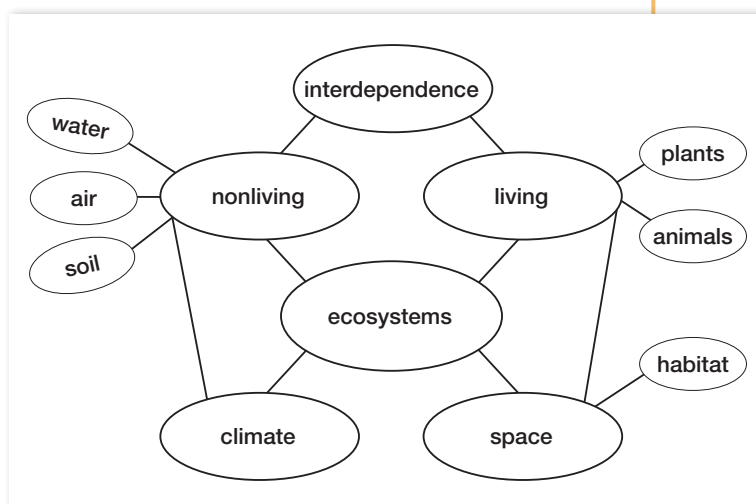 interdependence
water
plants
air
nonliving
living
animals
soil
ecosystems
habitat
climate
space